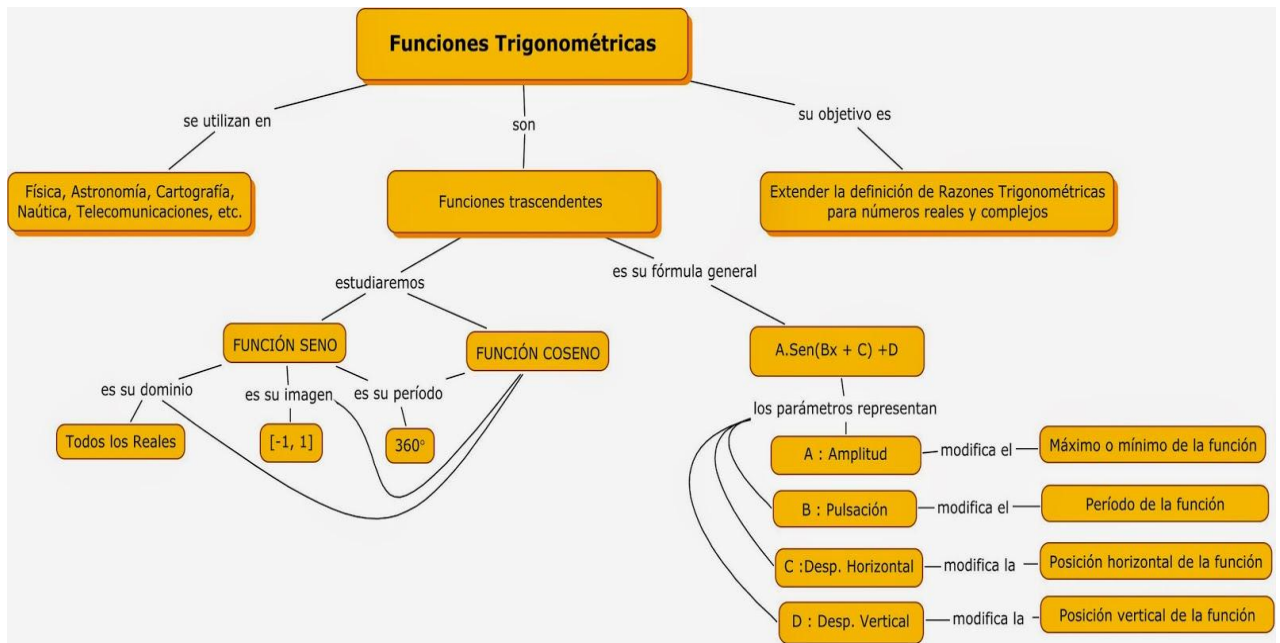 Funciones Trigonométricas
se utilizan en
son
su objetivo es
Física, Astronomía, Cartografía,
Naútica, Telecomunicaciones, etc.
Funciones trascendentes
Extender la definición de Razones Trigonométricas
para números reales y complejos
estudiaremos
es su fórmula general
FUNCIÓN SENO
FUNCIÓN COSENO
A.Sen(Bx + C) +D
es su dominio
es su imagen
es su período
Todos los Reales
[-1, 1]
360°
los parámetros representan
A : Amplitud
modifica el
Máximo o mínimo de la función
B : Pulsación
modifica el
Período de la función
C :Desp. Horizontal
modifica la
Posición horizontal de la función
D : Desp. Vertical
modifica la
Posición vertical de la función